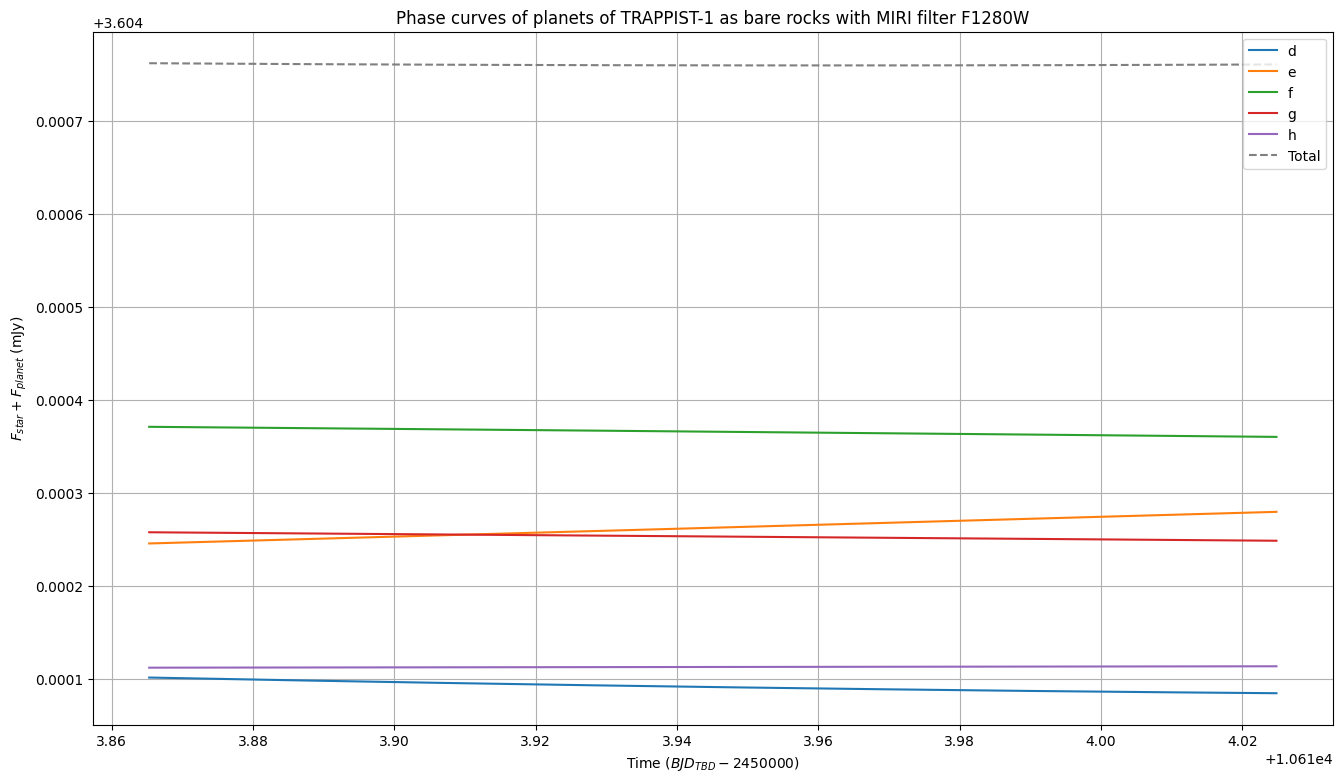 Phase curves of planets of TRAPPIST-1 as bare rocks with MIRI filter F1280W
+3.604
0.0007
0.0006
0.0005
0.0004
0.0003
0.0002
0.0001
F_{star} + F_{planet} (mJy)
d
e
f
g
h
Total
3.86 3.88 3.90 3.92 3.94 3.96 3.98 4.00 4.02
+1.061e4
Time (BJD_{TBD} − 2450000)